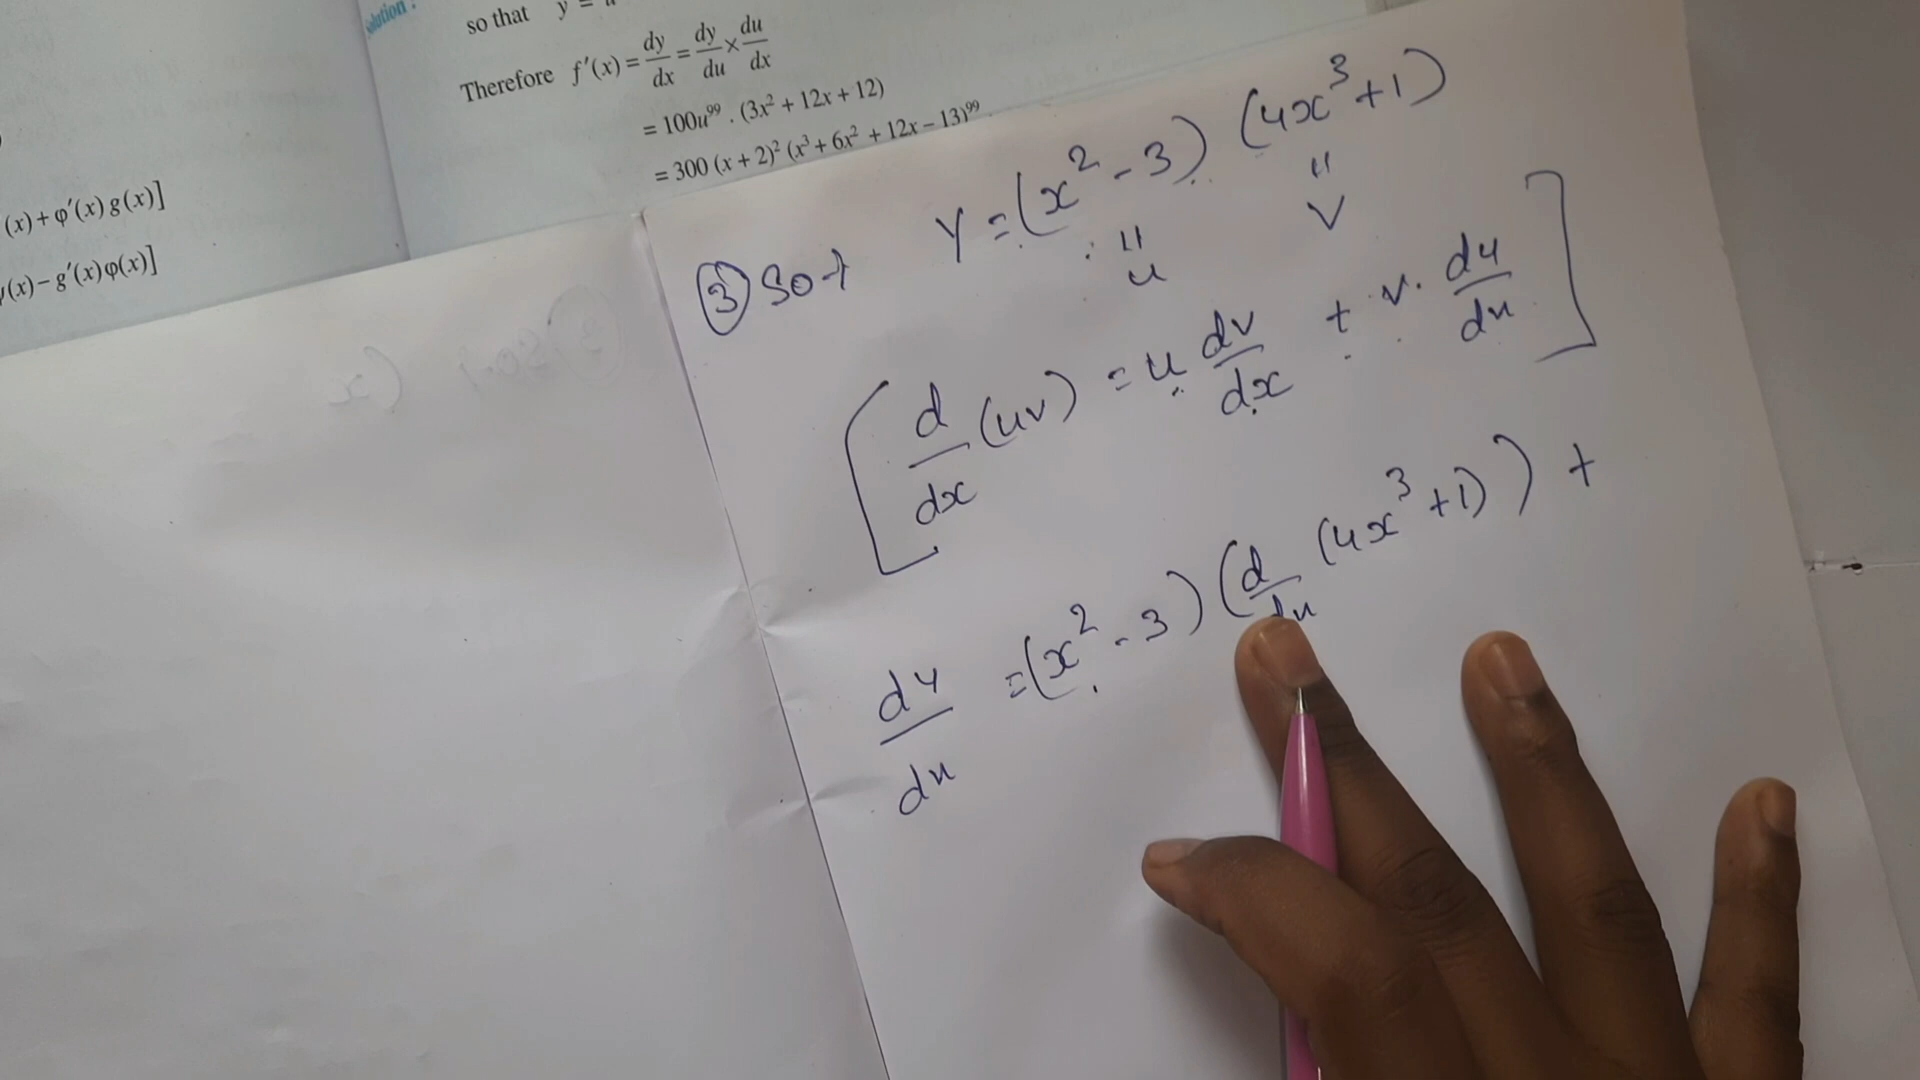 Solution :
so that y = u
Therefore f′(x) = dy/dx = dy/du × du/dx
= 100u⁹⁹ . (3x² + 12x + 12)
= 300 (x + 2)² (x³ + 6x² + 12x – 13)⁹⁹
(x) + φ′(x) g(x)]
(x) – g′(x) φ(x)]
③ Sol Y = (x² - 3) (4x³ + 1)
" "
u v
[d/dx (uv) = u dv/dx + v. du/dx]
dy/dx = (x² - 3) (d/dx (4x³ + 1)) +